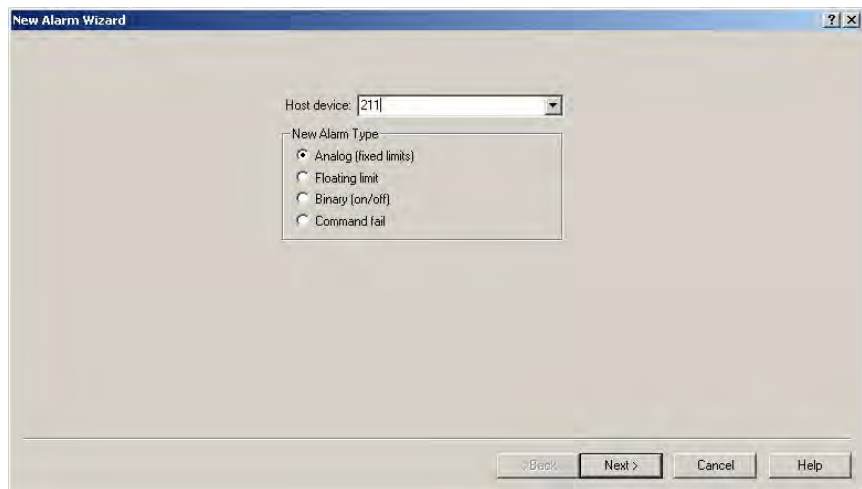 New Alarm Wizard
Host device: 211
New Alarm Type
Analog (fixed limits)
Floating limit
Binary (on/off)
Command fail
>Back Next > Cancel Help